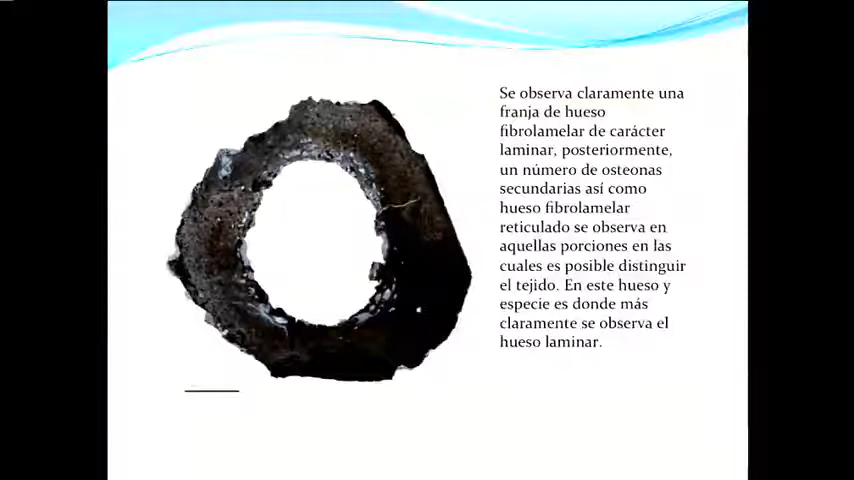 Se observa claramente una
franja de hueso
fibrolamelar de carácter
laminar, posteriormente,
un número de osteonas
secundarias así como
hueso fibrolamelar
reticulado se observa en
aquellas porciones en las
cuales es posible distinguir
el tejido. En este hueso y
especie es donde más
claramente se observa el
hueso laminar.